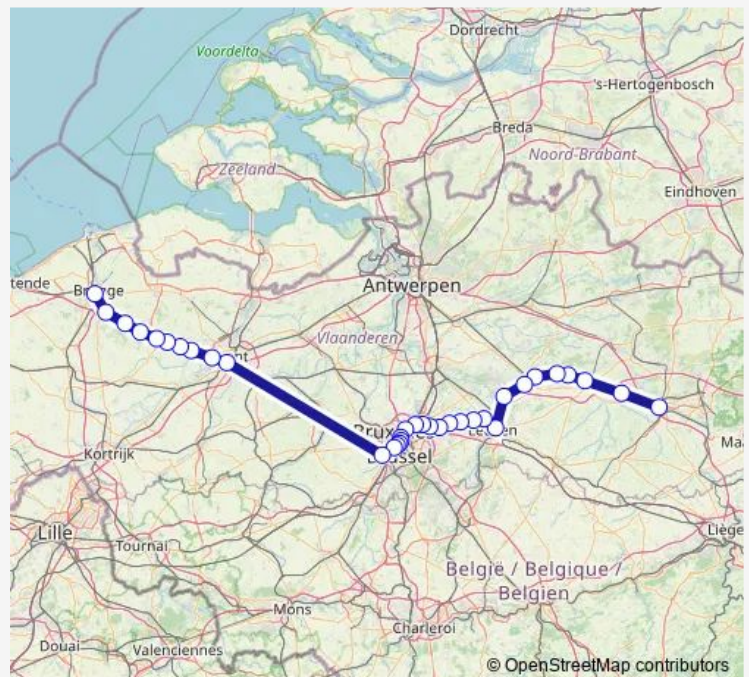 Dordrecht
Voordelta
's-Hertogenbosch
Breda
Noord-Brabant
Zeeland
Eindhoven
tende
Antwerpen
Vlaanderen
Kortrijk
Lille
Liège
Tournai
België / Belgique /
Belgien
Mons
Charleroi
Douai
Valenciennes
© OpenStreetMap contributors